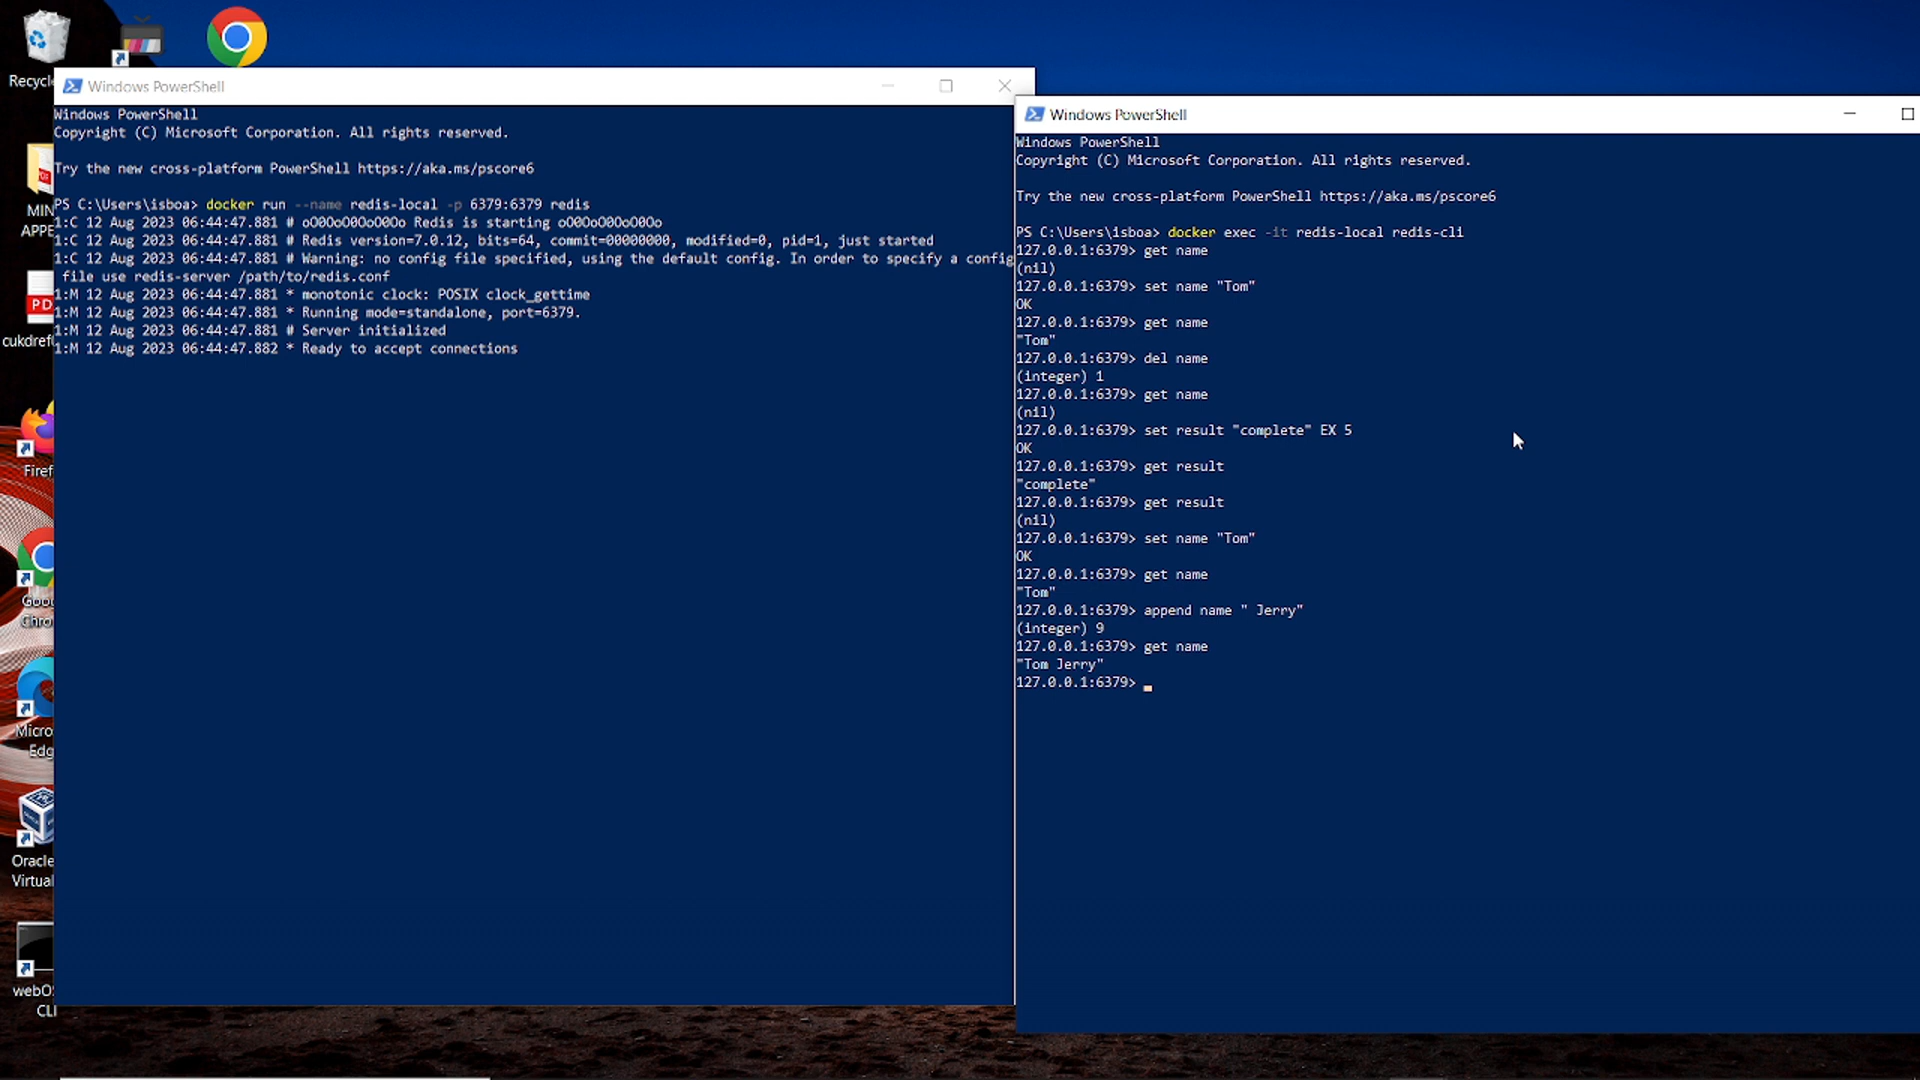 Recycle
MIN
APPE
PDF
PD
cukdrefu
Firef
Goo
Chro
Micro
Edg
Oracle
Virtual
webOS
CLI
Windows PowerShell
Windows PowerShell
Copyright (C) Microsoft Corporation. All rights reserved.
Try the new cross-platform PowerShell https://aka.ms/pscore6
PS C:\Users\isboa> docker run --name redis-local -p 6379:6379 redis
1:C 12 Aug 2023 06:44:47.881 # oO0OoO0OoO0Oo Redis is starting oO0OoO0OoO0Oo
1:C 12 Aug 2023 06:44:47.881 # Redis version=7.0.12, bits=64, commit=00000000, modified=0, pid=1, just started
1:C 12 Aug 2023 06:44:47.881 # Warning: no config file specified, using the default config. In order to specify a config
 file use redis-server /path/to/redis.conf
1:M 12 Aug 2023 06:44:47.881 * monotonic clock: POSIX clock_gettime
1:M 12 Aug 2023 06:44:47.881 * Running mode=standalone, port=6379.
1:M 12 Aug 2023 06:44:47.881 # Server initialized
1:M 12 Aug 2023 06:44:47.882 * Ready to accept connections
Windows PowerShell
Windows PowerShell
Copyright (C) Microsoft Corporation. All rights reserved.
Try the new cross-platform PowerShell https://aka.ms/pscore6
PS C:\Users\isboa> docker exec -it redis-local redis-cli
127.0.0.1:6379> get name
(nil)
127.0.0.1:6379> set name "Tom"
OK
127.0.0.1:6379> get name
"Tom"
127.0.0.1:6379> del name
(integer) 1
127.0.0.1:6379> get name
(nil)
127.0.0.1:6379> set result "complete" EX 5
OK
127.0.0.1:6379> get result
"complete"
127.0.0.1:6379> get result
(nil)
127.0.0.1:6379> set name "Tom"
OK
127.0.0.1:6379> get name
"Tom"
127.0.0.1:6379> append name " Jerry"
(integer) 9
127.0.0.1:6379> get name
"Tom Jerry"
127.0.0.1:6379>